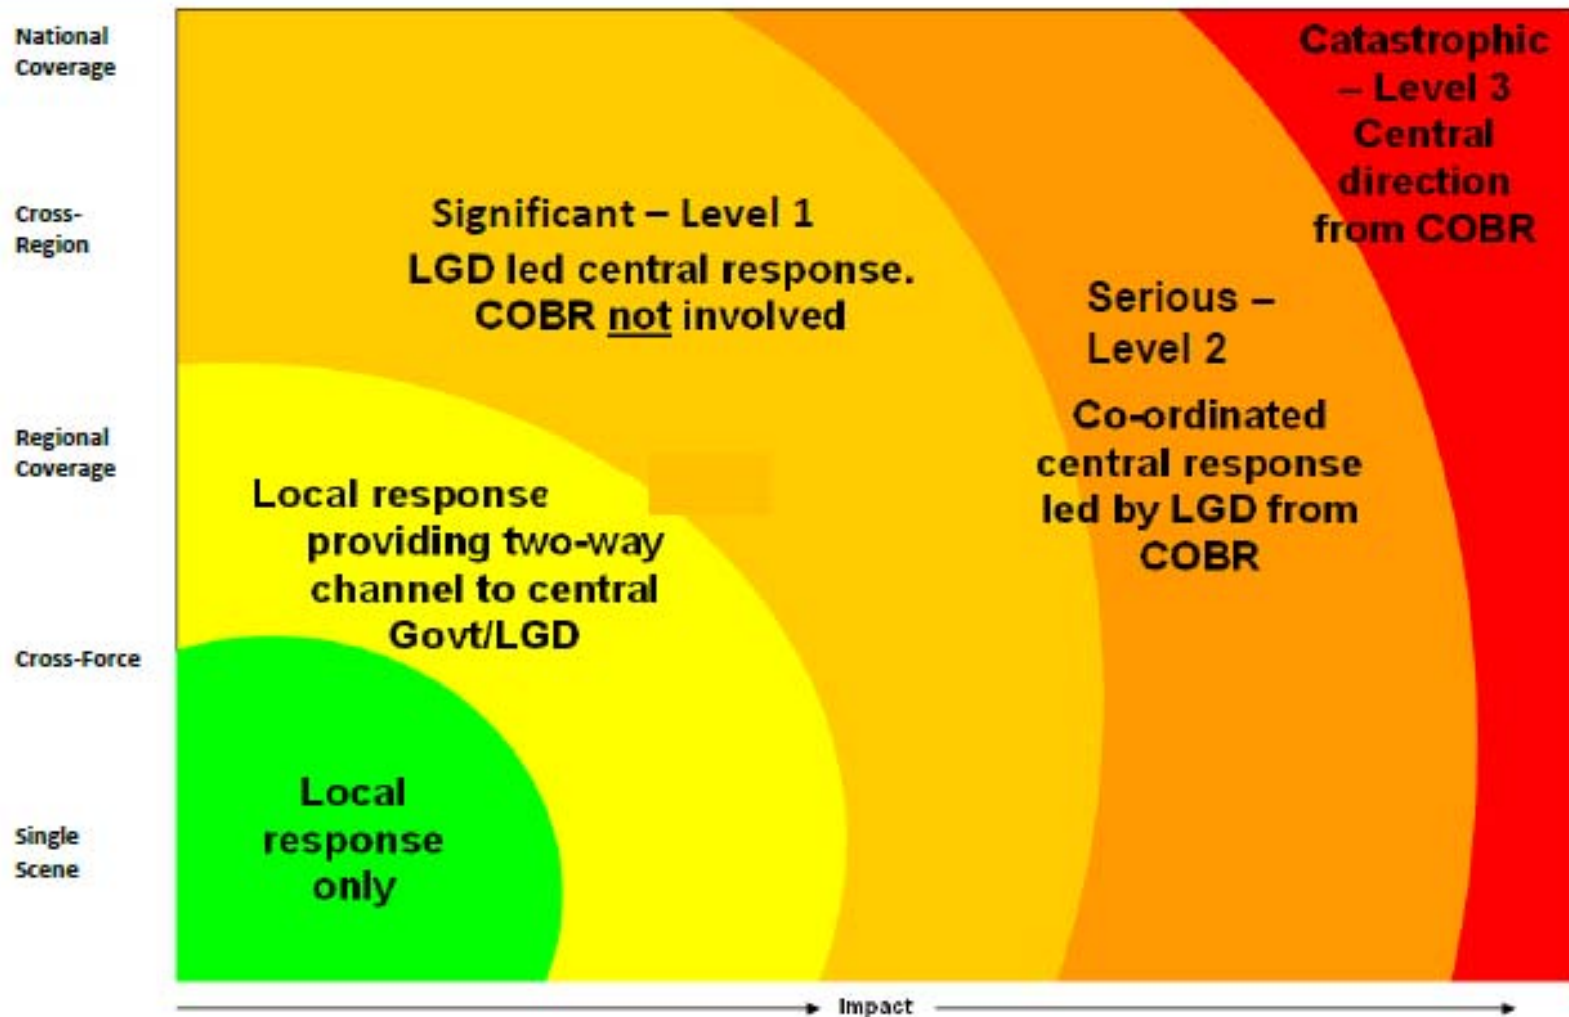 National
Coverage
Cross-
Region
Regional
Coverage
Cross-Force
Single
Scene
Catastrophic
– Level 3
Central
direction
from COBR
Significant – Level 1
LGD led central response.
COBR not involved
Serious –
Level 2
Co-ordinated
central response
led by LGD from
COBR
Local response
providing two-way
channel to central
Govt/LGD
Local
response
only
Impact